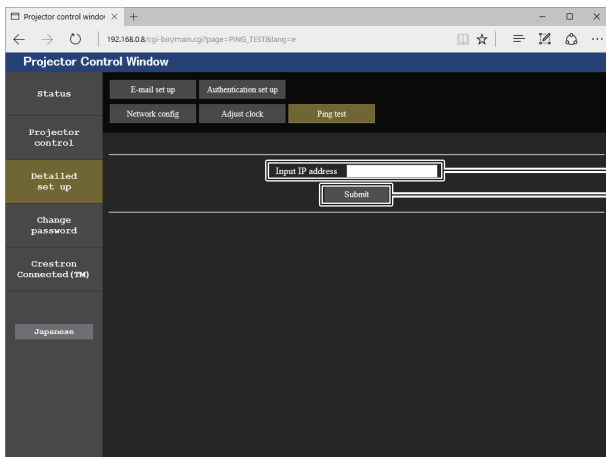 Projector control windo
192.168.0.8/cgi-bin/main.cgi?page=PING_TEST&lang=e
Projector Control Window
Status
Projector
control
Detailed
set up
Change
password
Crestron
Connected(TM)
Japanese
E-mail set up
Authentication set up
Network config
Adjust clock
Ping test
Input IP address
Submit